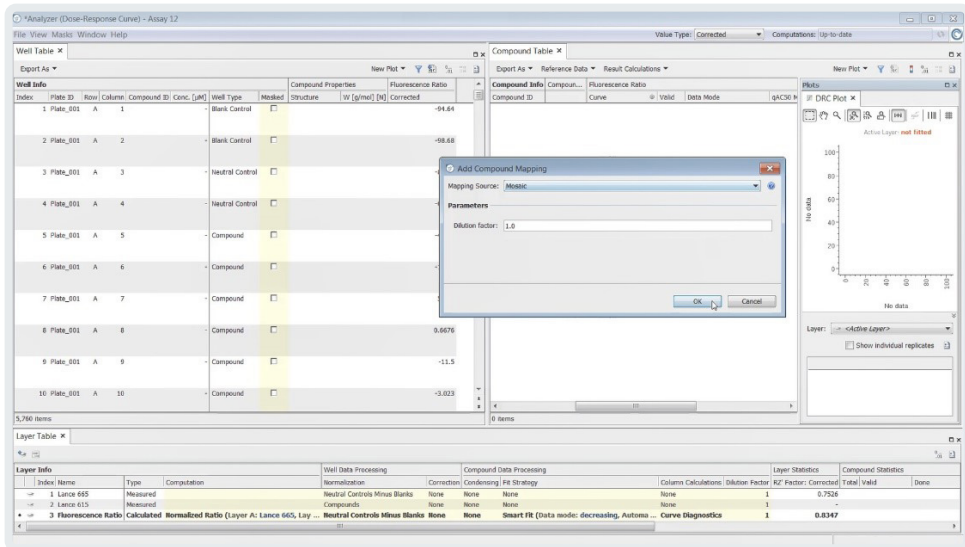 *Analyzer (Dose-Response Curve) - Assay 12
File View Masks Window Help
Value Type: Corrected
Computations: Up-to-date
Well Table
Export As
New Plot
Well Info
Compound Properties
Fluorescence Ratio
Index Plate ID Row Column Compound ID Conc. [µM] Well Type Masked Structure W [g/mol] [N] Corrected
1 Plate_001 A 1 - Blank Control -94.64
2 Plate_001 A 2 - Blank Control -98.68
3 Plate_001 A 3 - Neutral Control
4 Plate_001 A 4 - Neutral Control
5 Plate_001 A 5 - Compound
6 Plate_001 A 6 - Compound
7 Plate_001 A 7 - Compound
8 Plate_001 A 8 - Compound 0.6676
9 Plate_001 A 9 - Compound -11.5
10 Plate_001 A 10 - Compound -3.023
5,760 items
Compound Table
Export As Reference Data Result Calculations
New Plot
Compound Info Compoun... Fluorescence Ratio
Compound ID Curve Valid Data Mode qAC50 M
0 items
Add Compound Mapping
Mapping Source: Mosaic
Parameters
Dilution factor: 1.0
OK Cancel
Plots
DRC Plot
Active Layer: not fitted
100
80
60
40
20
0
No data
0 20 40 60 80 100
No data
Layer: <Active Layer>
Show individual replicates
Layer Table
Layer Info Well Data Processing Compound Data Processing Layer Statistics Compound Statistics
Index Name Type Computation Normalization Correction Condensing Fit Strategy Column Calculations Dilution Factor RZ' Factor: Corrected Total Valid Done
1 Lance 665 Measured Neutral Controls Minus Blanks None None None None 1 0.7526
2 Lance 615 Measured Compounds None None None None 1 -
3 Fluorescence Ratio Calculated Normalized Ratio (Layer A: Lance 665, Lay ... Neutral Controls Minus Blanks None None Smart Fit (Data mode: decreasing, Automa ... Curve Diagnostics 1 0.8347